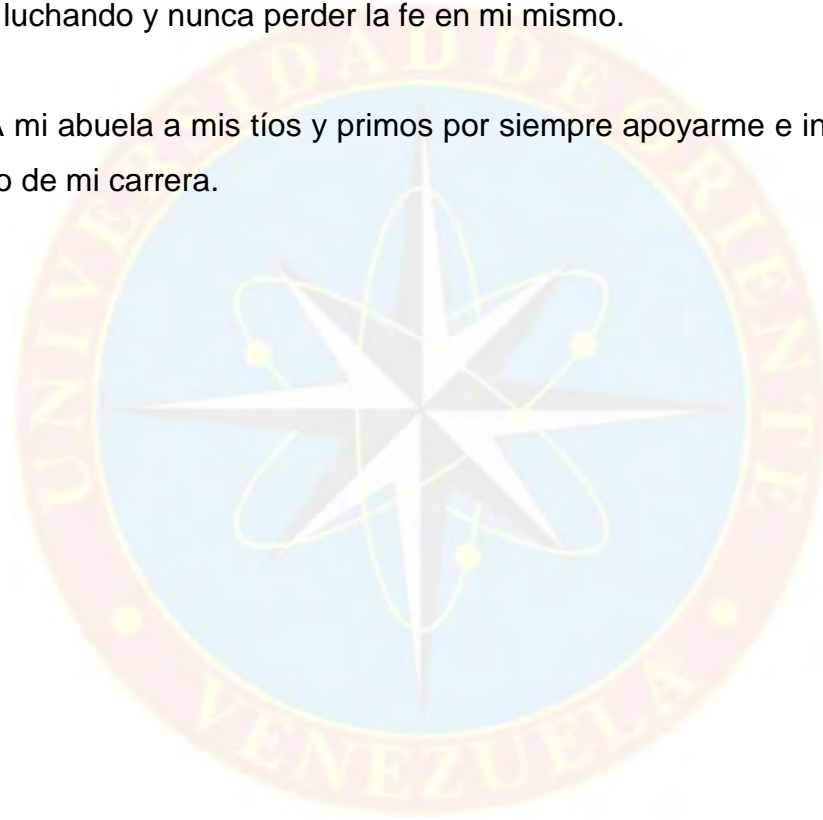 luchando y nunca perder la fe en mi mismo.
A mi abuela a mis tíos y primos por siempre apoyarme e in
o de mi carrera.
UNIVERSIDAD DE ORIENTE
VENEZUELA